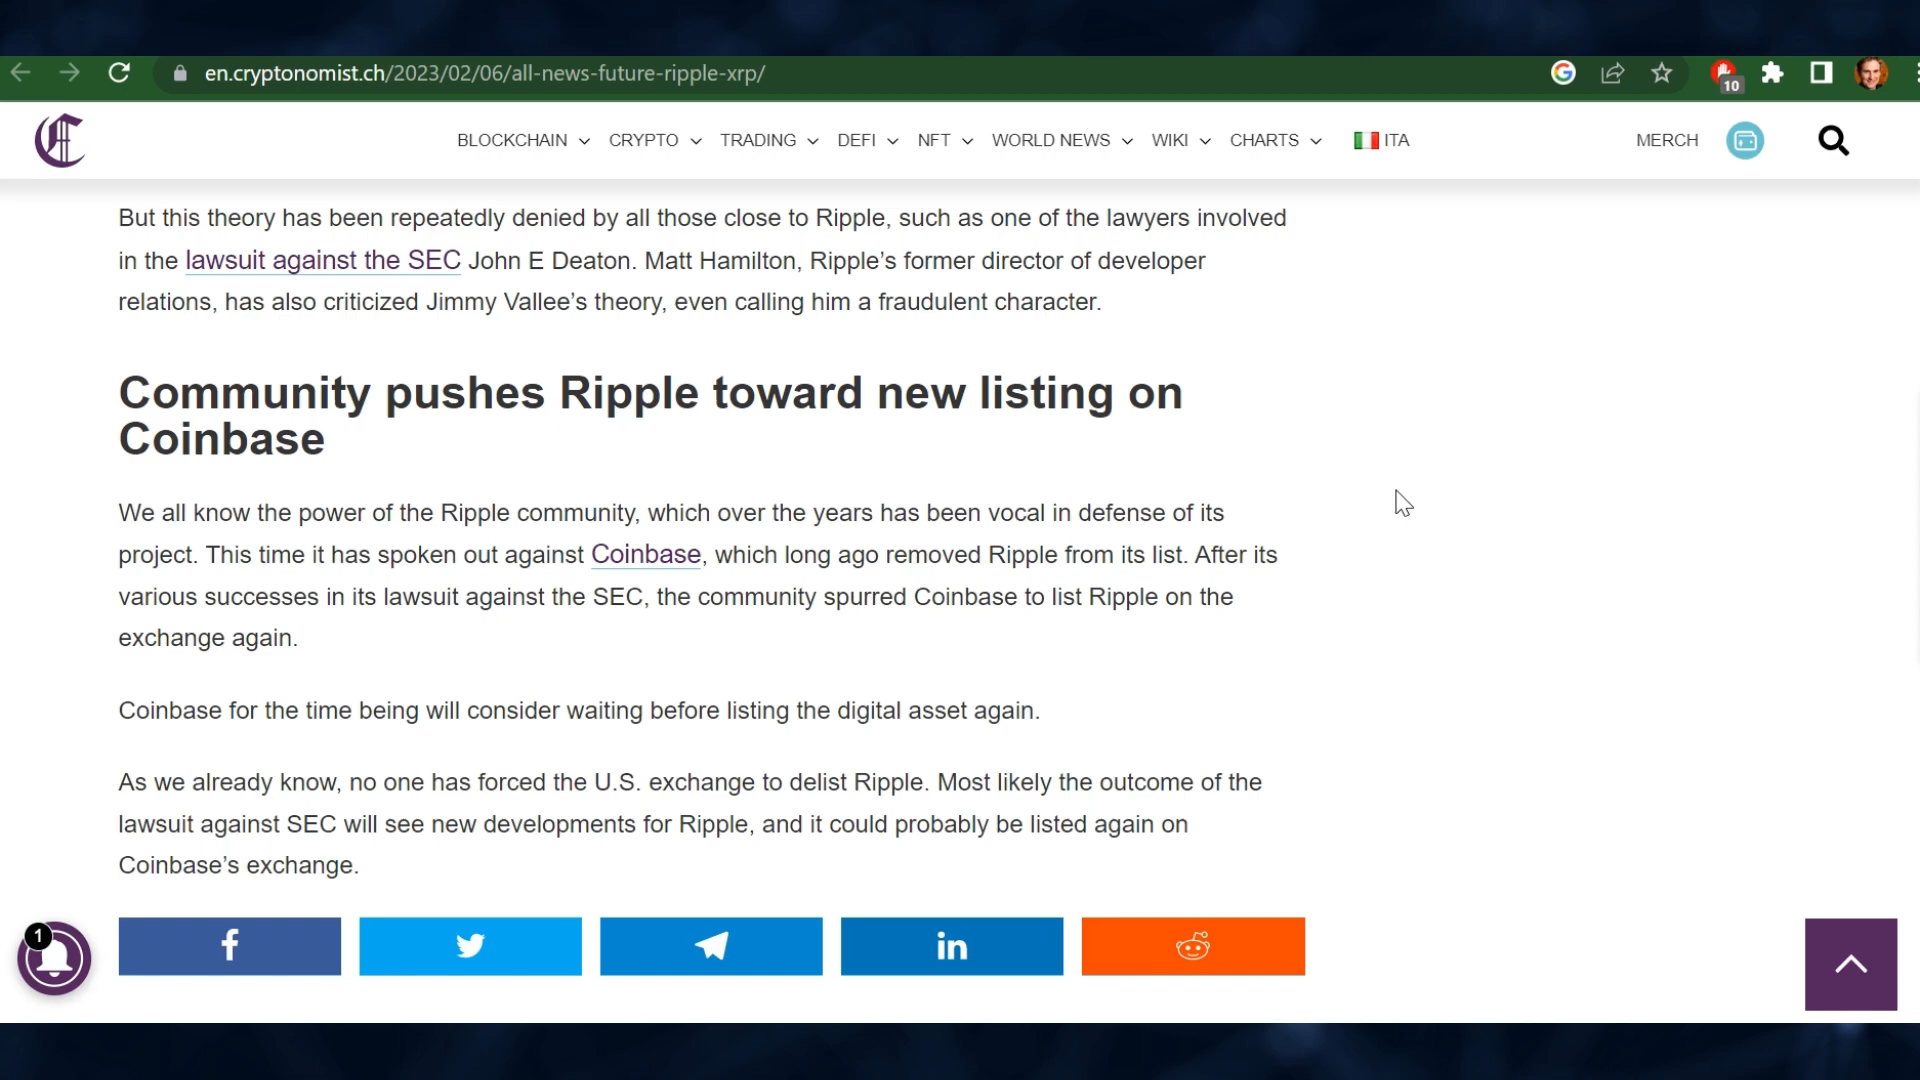 en.cryptonomist.ch/2023/02/06/all-news-future-ripple-xrp/
10
BLOCKCHAIN CRYPTO TRADING DEFI NFT WORLD NEWS WIKI CHARTS ITA MERCH
But this theory has been repeatedly denied by all those close to Ripple, such as one of the lawyers involved
in the lawsuit against the SEC John E Deaton. Matt Hamilton, Ripple’s former director of developer
relations, has also criticized Jimmy Vallee’s theory, even calling him a fraudulent character.
Community pushes Ripple toward new listing on
Coinbase
We all know the power of the Ripple community, which over the years has been vocal in defense of its
project. This time it has spoken out against Coinbase, which long ago removed Ripple from its list. After its
various successes in its lawsuit against the SEC, the community spurred Coinbase to list Ripple on the
exchange again.
Coinbase for the time being will consider waiting before listing the digital asset again.
As we already know, no one has forced the U.S. exchange to delist Ripple. Most likely the outcome of the
lawsuit against SEC will see new developments for Ripple, and it could probably be listed again on
Coinbase’s exchange.
1